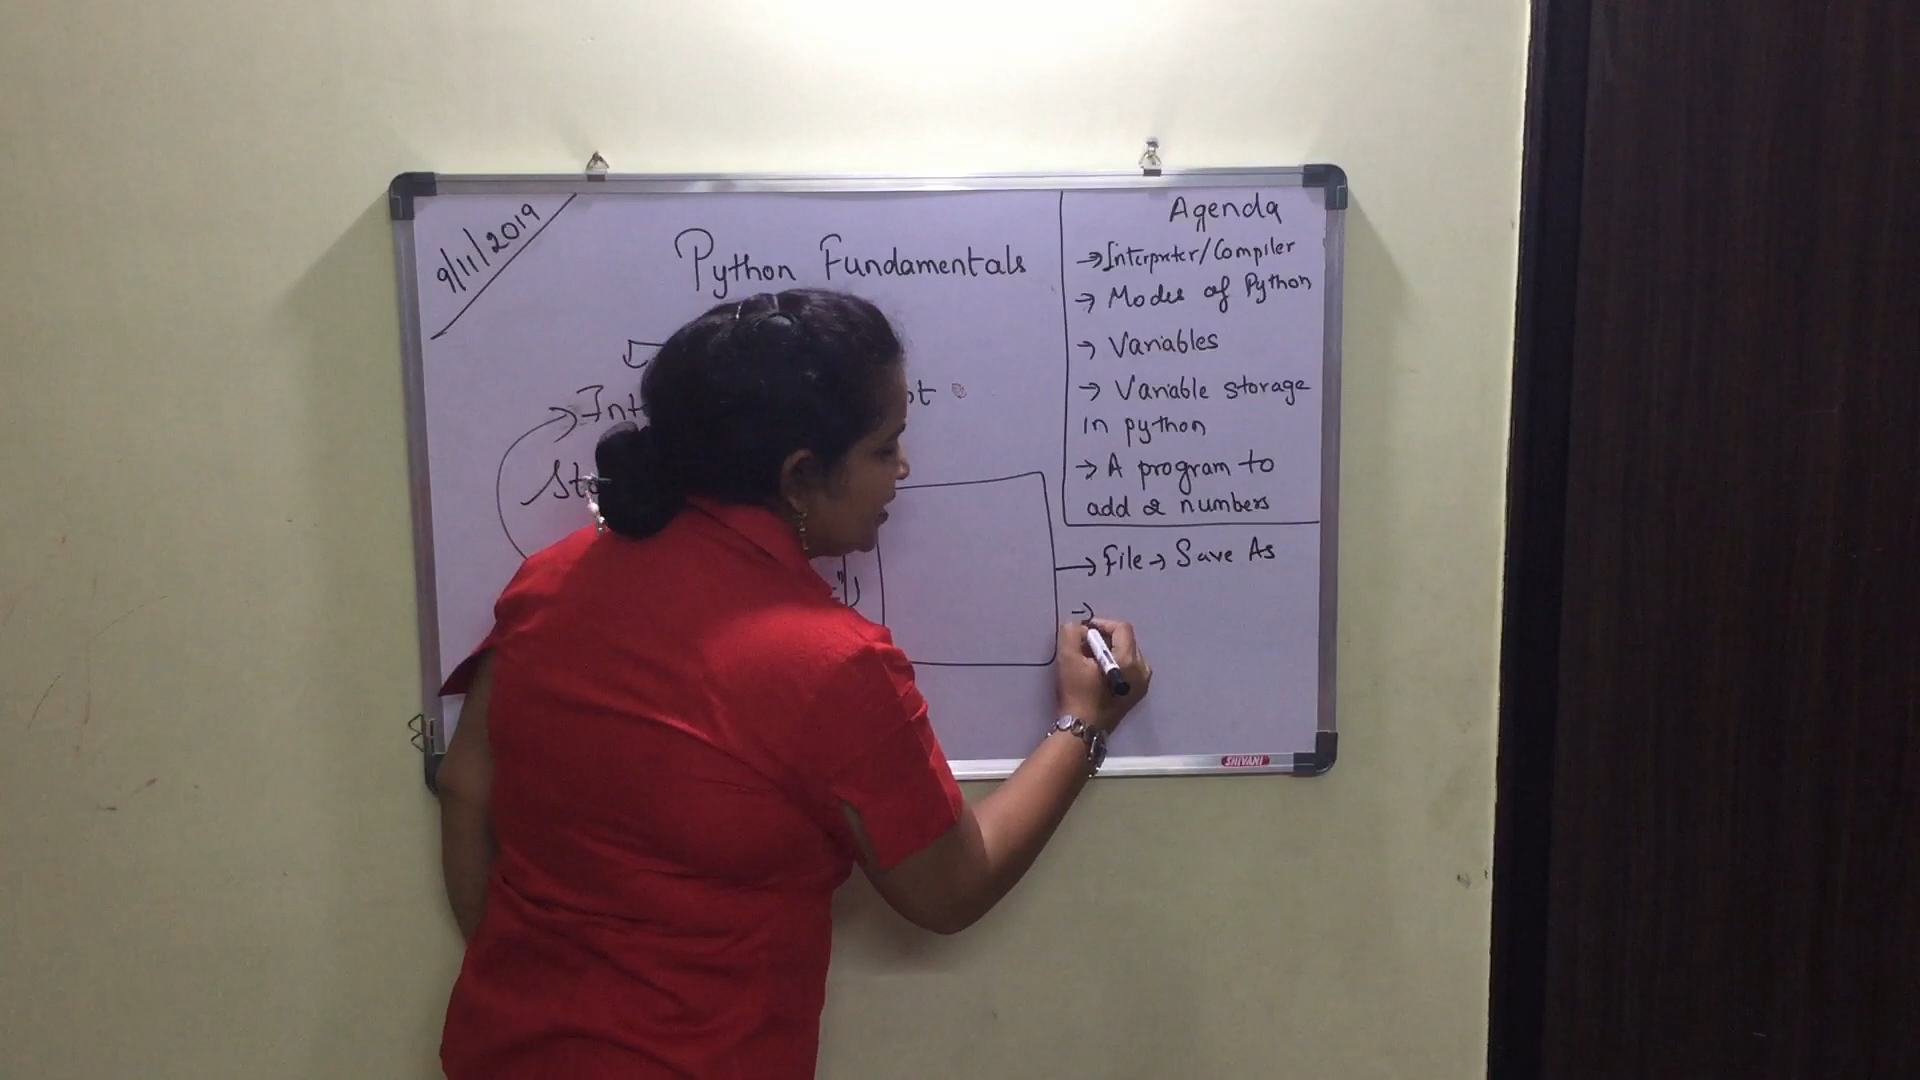 9/11/2019
Python Fundamentals
Agenda
→ Interpreter/Compiler
→ Modes of Python
→ Variables
→ Variable storage
in python
→ A program to
add 2 numbers
→ File → Save As
→
SHIVANI